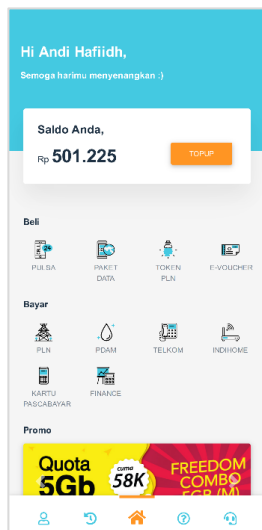 Hi Andi Hafiidh,
Semoga harimu menyenangkan :)
Saldo Anda,
Rp 501.225
TOPUP
Beli
PULSA
PAKET DATA
TOKEN PLN
E-VOUCHER
Bayar
PLN
PDAM
TELKOM
INDIHOME
KARTU PASCABAYAR
FINANCE
Promo
Quota
5Gb
cuma
58K
FREEDOM
COMBO
5GB (M)